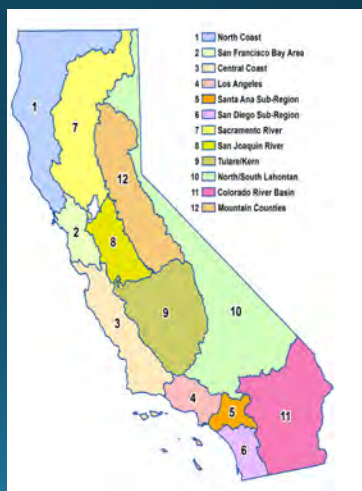 1 North Coast
2 San Francisco Bay Area
3 Central Coast
4 Los Angeles
5 Santa Ana Sub-Region
6 San Diego Sub-Region
7 Sacramento River
8 San Joaquin River
9 Tulare/Kern
10 North/South Lahontan
11 Colorado River Basin
12 Mountain Counties
1
7
12
2
8
3
9
10
4
5
11
6